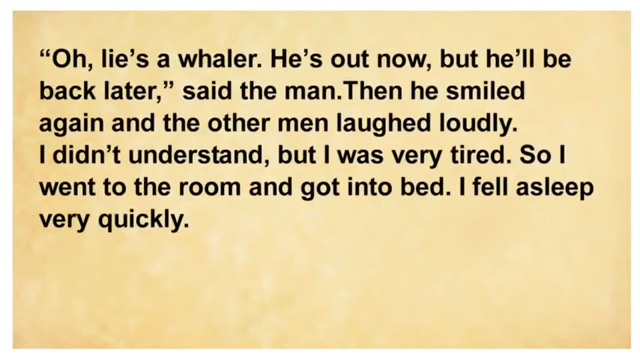 “Oh, lie’s a whaler. He’s out now, but he’ll be
back later,” said the man.Then he smiled
again and the other men laughed loudly.
I didn’t understand, but I was very tired. So I
went to the room and got into bed. I fell asleep
very quickly.